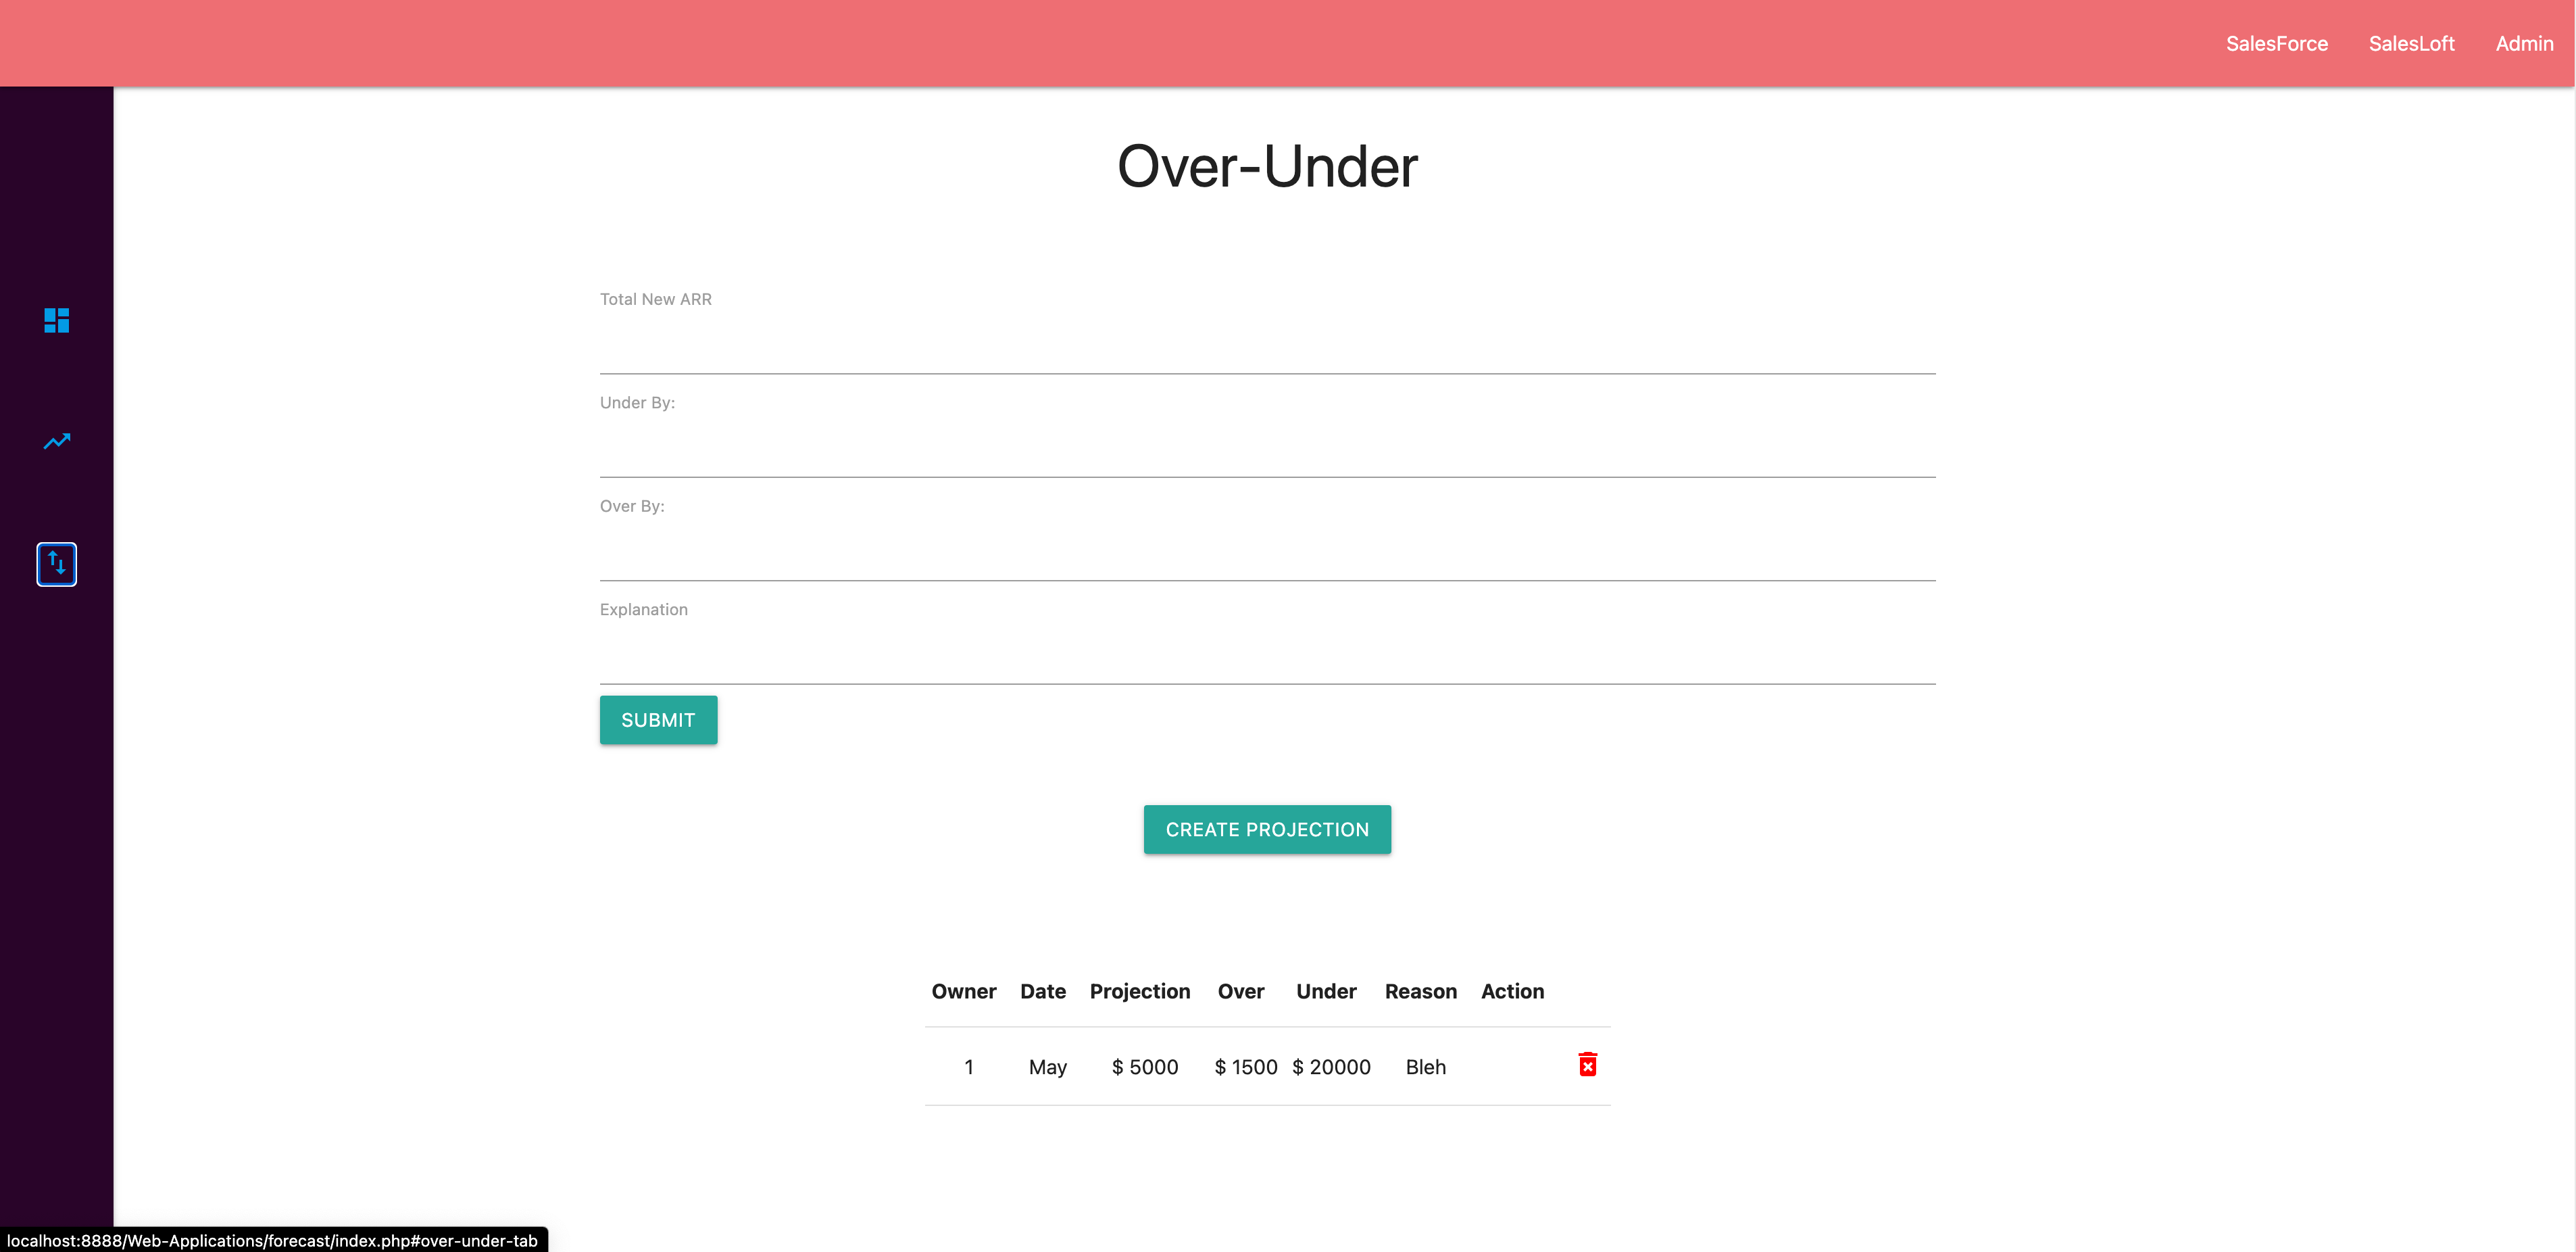 SalesForce SalesLoft Admin
Over-Under
Total New ARR
Under By:
Over By:
Explanation
SUBMIT
CREATE PROJECTION
Owner Date Projection Over Under Reason Action
1 May $ 5000 $ 1500 $ 20000 Bleh
localhost:8888/Web-Applications/forecast/index.php#over-under-tab